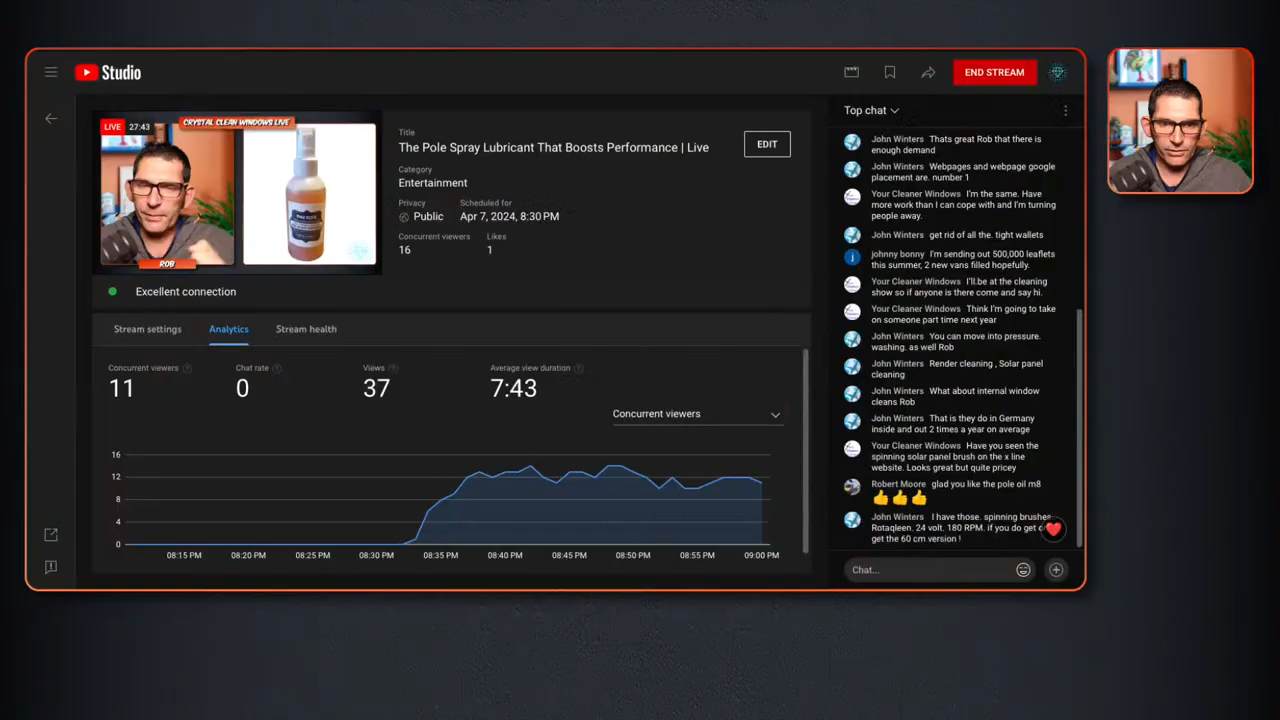 Studio
END STREAM
LIVE 27:43
CRYSTAL CLEAN WINDOWS LIVE
ROB
Title
The Pole Spray Lubricant That Boosts Performance | Live
EDIT
Category
Entertainment
Privacy
Public
Scheduled for
Apr 7, 2024, 8:30 PM
Concurrent viewers
16
Likes
1
Excellent connection
Stream settings
Analytics
Stream health
Concurrent viewers
11
Chat rate
0
Views
37
Average view duration
7:43
Concurrent viewers
16
12
8
4
0
08:15 PM 08:20 PM 08:25 PM 08:30 PM 08:35 PM 08:40 PM 08:45 PM 08:50 PM 08:55 PM 09:00 PM
Top chat
John Winters Thats great Rob that there is
enough demand
John Winters Webpages and webpage google
placement are. number 1
Your Cleaner Windows I'm the same. Have
more work than I can cope with and I'm turning
people away.
John Winters get rid of all the. tight wallets
johnny bonny I'm sending out 500,000 leaflets
this summer, 2 new vans filled hopefully.
Your Cleaner Windows I'll be at the cleaning
show so if anyone is there come and say hi.
Your Cleaner Windows Think I'm going to take
on someone part time next year
John Winters You can move into pressure.
washing. as well Rob
John Winters Render cleaning , Solar panel
cleaning
John Winters What about internal window
cleans Rob
John Winters That is they do in Germany
inside and out 2 times a year on average
Your Cleaner Windows Have you seen the
spinning solar panel brush on the x line
website. Looks great but quite pricey
Robert Moore glad you like the pole oil m8
👍👍👍
John Winters I have those. spinning brushes
Rotaqleen. 24 volt. 180 RPM. if you do get
get the 60 cm version !
Chat...